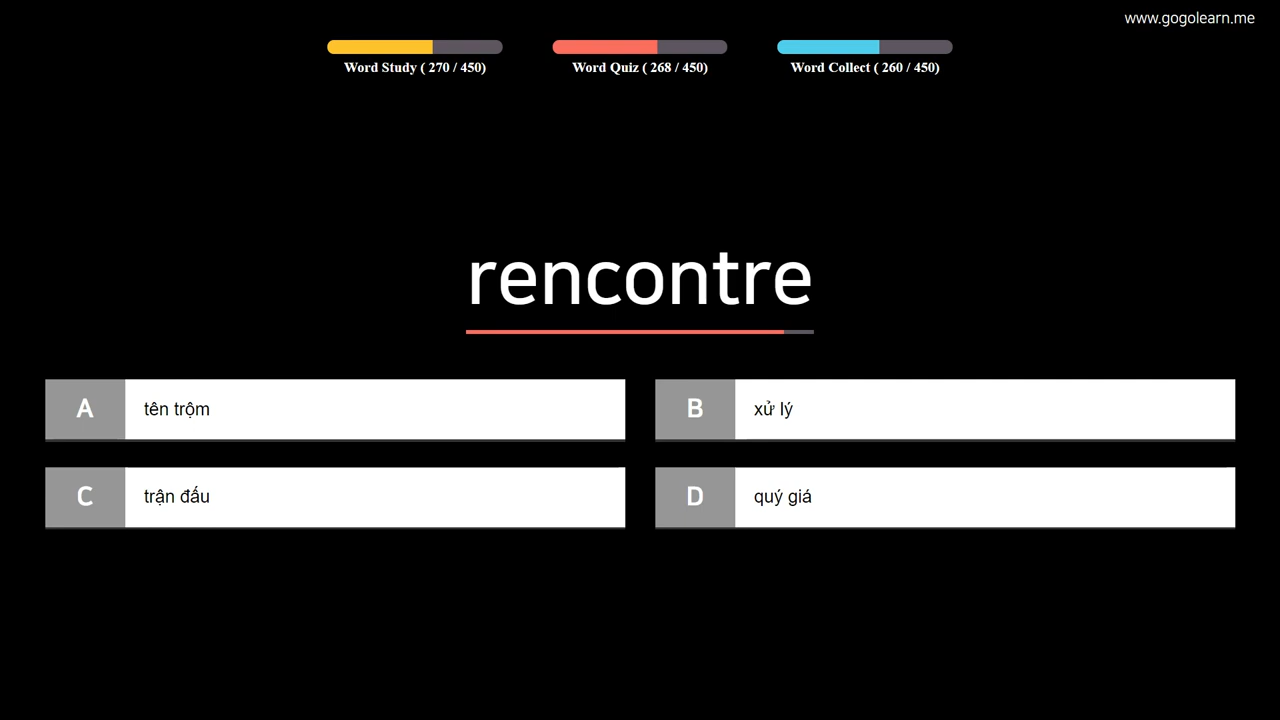 www.gogolearn.me
Word Study ( 270 / 450)
Word Quiz ( 268 / 450)
Word Collect ( 260 / 450)
rencontre
A tên trộm
B xử lý
C trận đấu
D quý giá